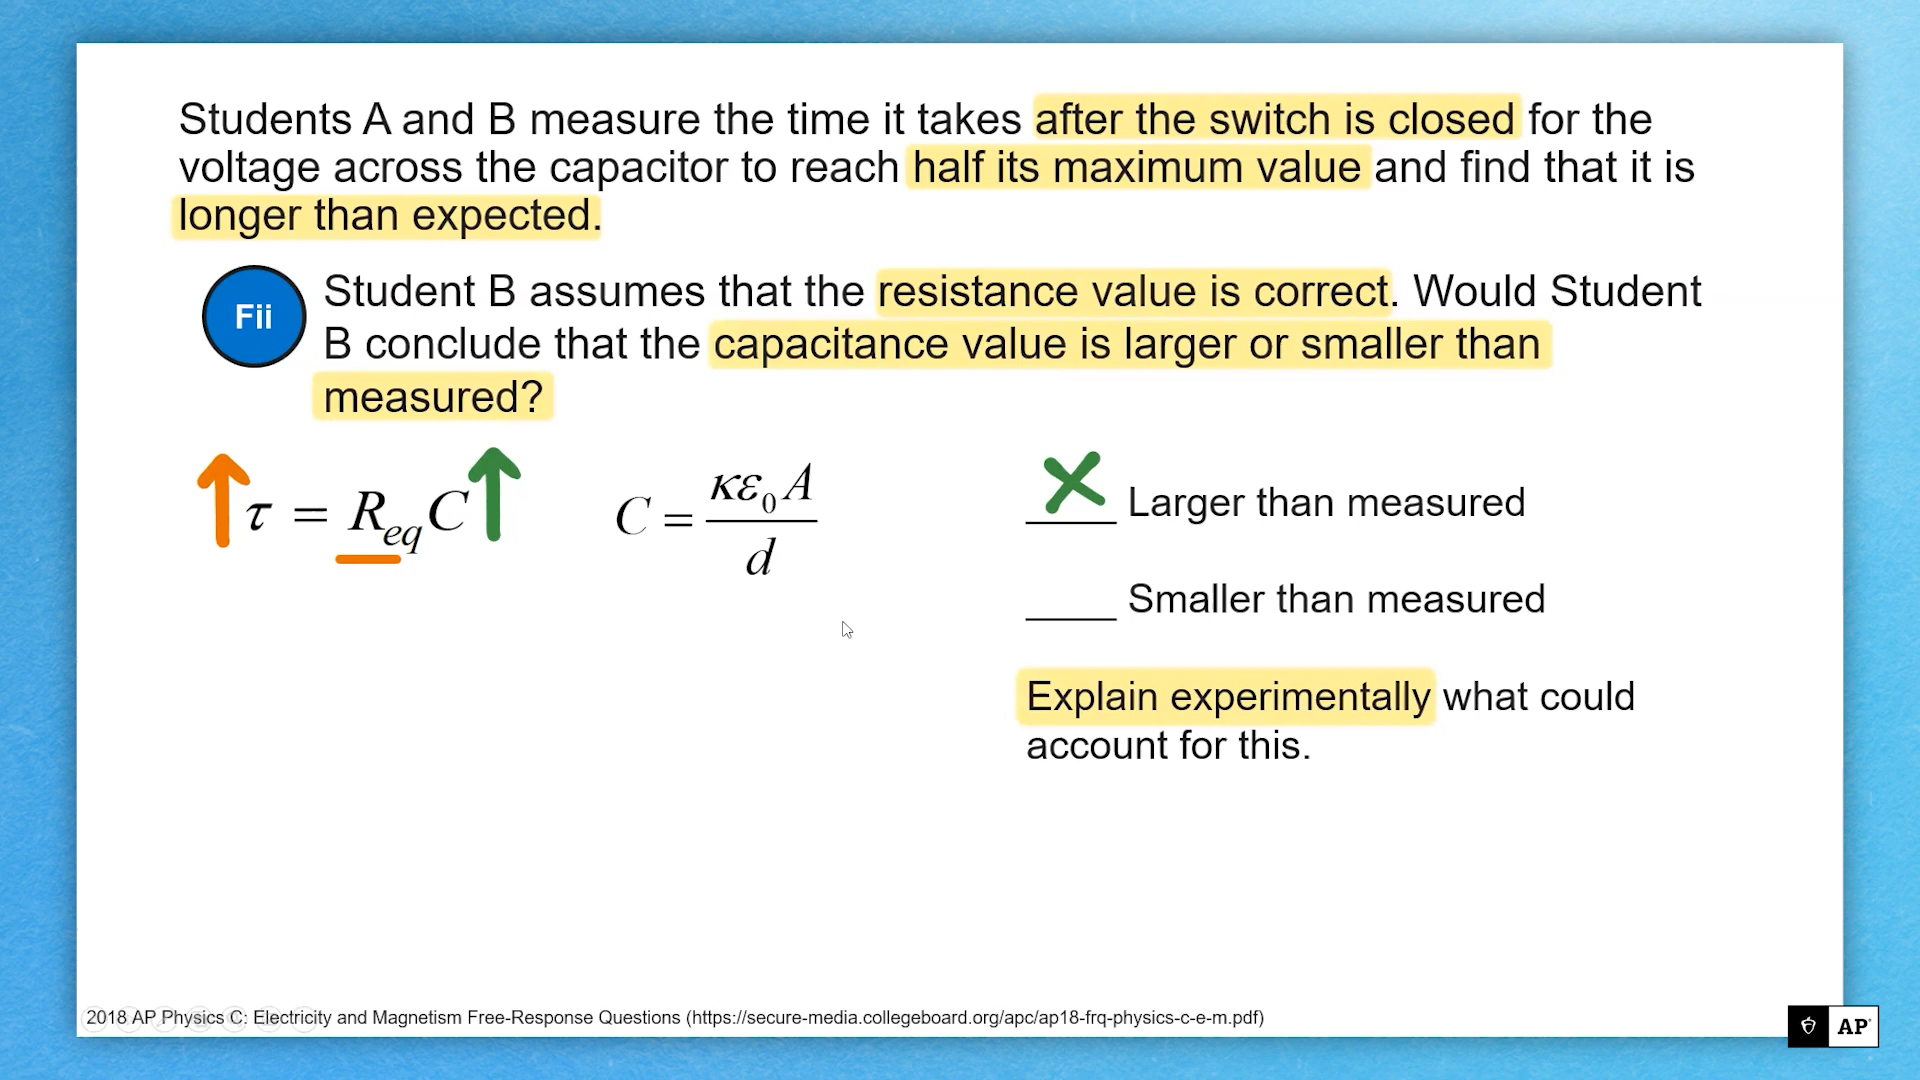 Students A and B measure the time it takes after the switch is closed for the
voltage across the capacitor to reach half its maximum value and find that it is
longer than expected.
Fii
Student B assumes that the resistance value is correct. Would Student
B conclude that the capacitance value is larger or smaller than
measured?
τ = R_eq C
C = κε₀A / d
____ Larger than measured
____ Smaller than measured
Explain experimentally what could
account for this.
2018 AP Physics C: Electricity and Magnetism Free-Response Questions (https://secure-media.collegeboard.org/apc/ap18-frq-physics-c-e-m.pdf)
AP